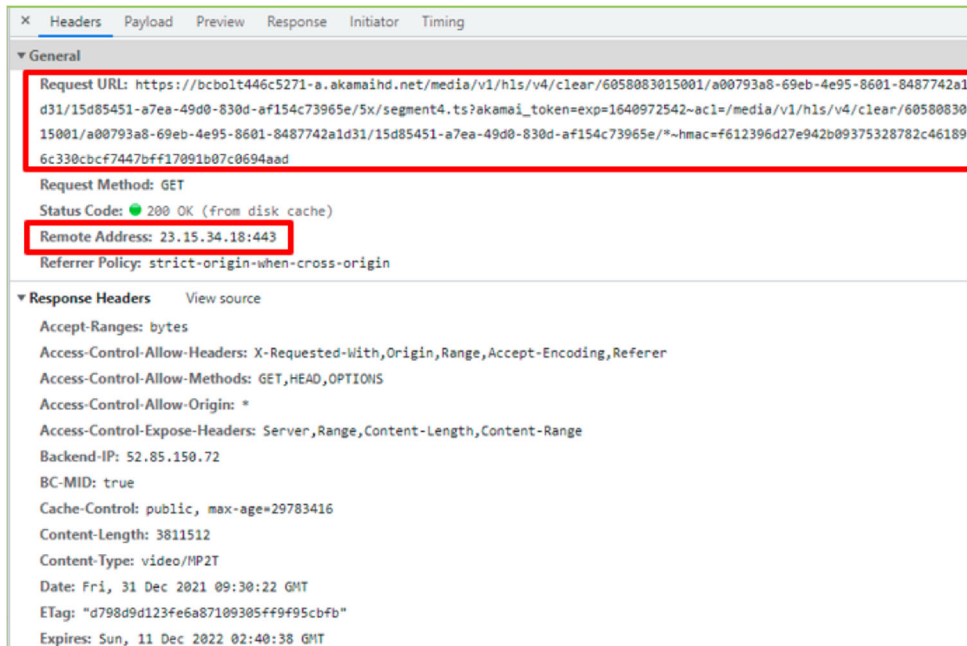 × Headers Payload Preview Response Initiator Timing
▼ General
Request URL: https://bcbolt446c5271-a.akamaihd.net/media/v1/hls/v4/clear/6058083015001/a00793a8-69eb-4e95-8601-8487742a1
d31/15d85451-a7ea-49d0-830d-af154c73965e/5x/segment4.ts?akamai_token=exp=1640972542~acl=/media/v1/hls/v4/clear/60580830
15001/a00793a8-69eb-4e95-8601-8487742a1d31/15d85451-a7ea-49d0-830d-af154c73965e/*~hmac=f612396d27e942b09375328782c46189
6c330cbcf7447bff17091b07c0694aad
Request Method: GET
Status Code: 200 OK (from disk cache)
Remote Address: 23.15.34.18:443
Referrer Policy: strict-origin-when-cross-origin
▼ Response Headers View source
Accept-Ranges: bytes
Access-Control-Allow-Headers: X-Requested-With,Origin,Range,Accept-Encoding,Referer
Access-Control-Allow-Methods: GET,HEAD,OPTIONS
Access-Control-Allow-Origin: *
Access-Control-Expose-Headers: Server,Range,Content-Length,Content-Range
Backend-IP: 52.85.150.72
BC-MID: true
Cache-Control: public, max-age=29783416
Content-Length: 3811512
Content-Type: video/MP2T
Date: Fri, 31 Dec 2021 09:30:22 GMT
ETag: "d798d9d123fe6a87109305ff9f95cbfb"
Expires: Sun, 11 Dec 2022 02:40:38 GMT